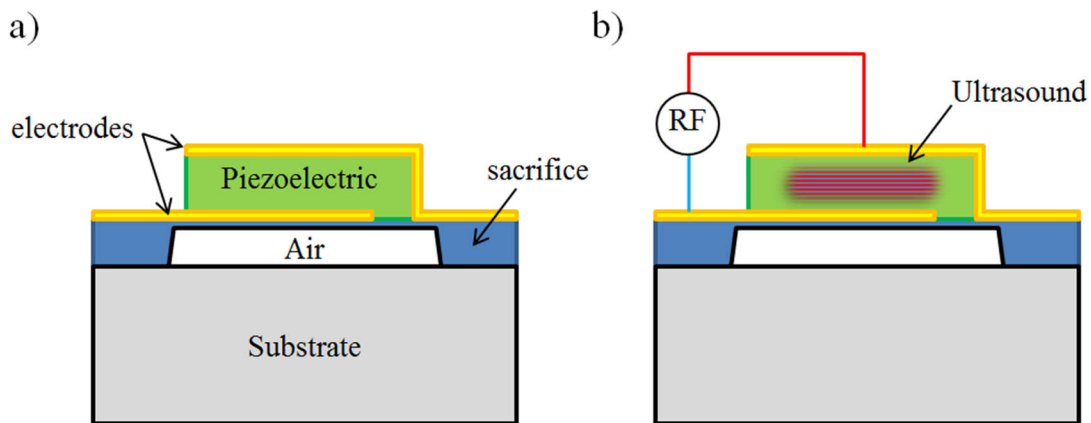 a)
electrodes
Piezoelectric
sacrifice
Air
Substrate
b)
RF
Ultrasound